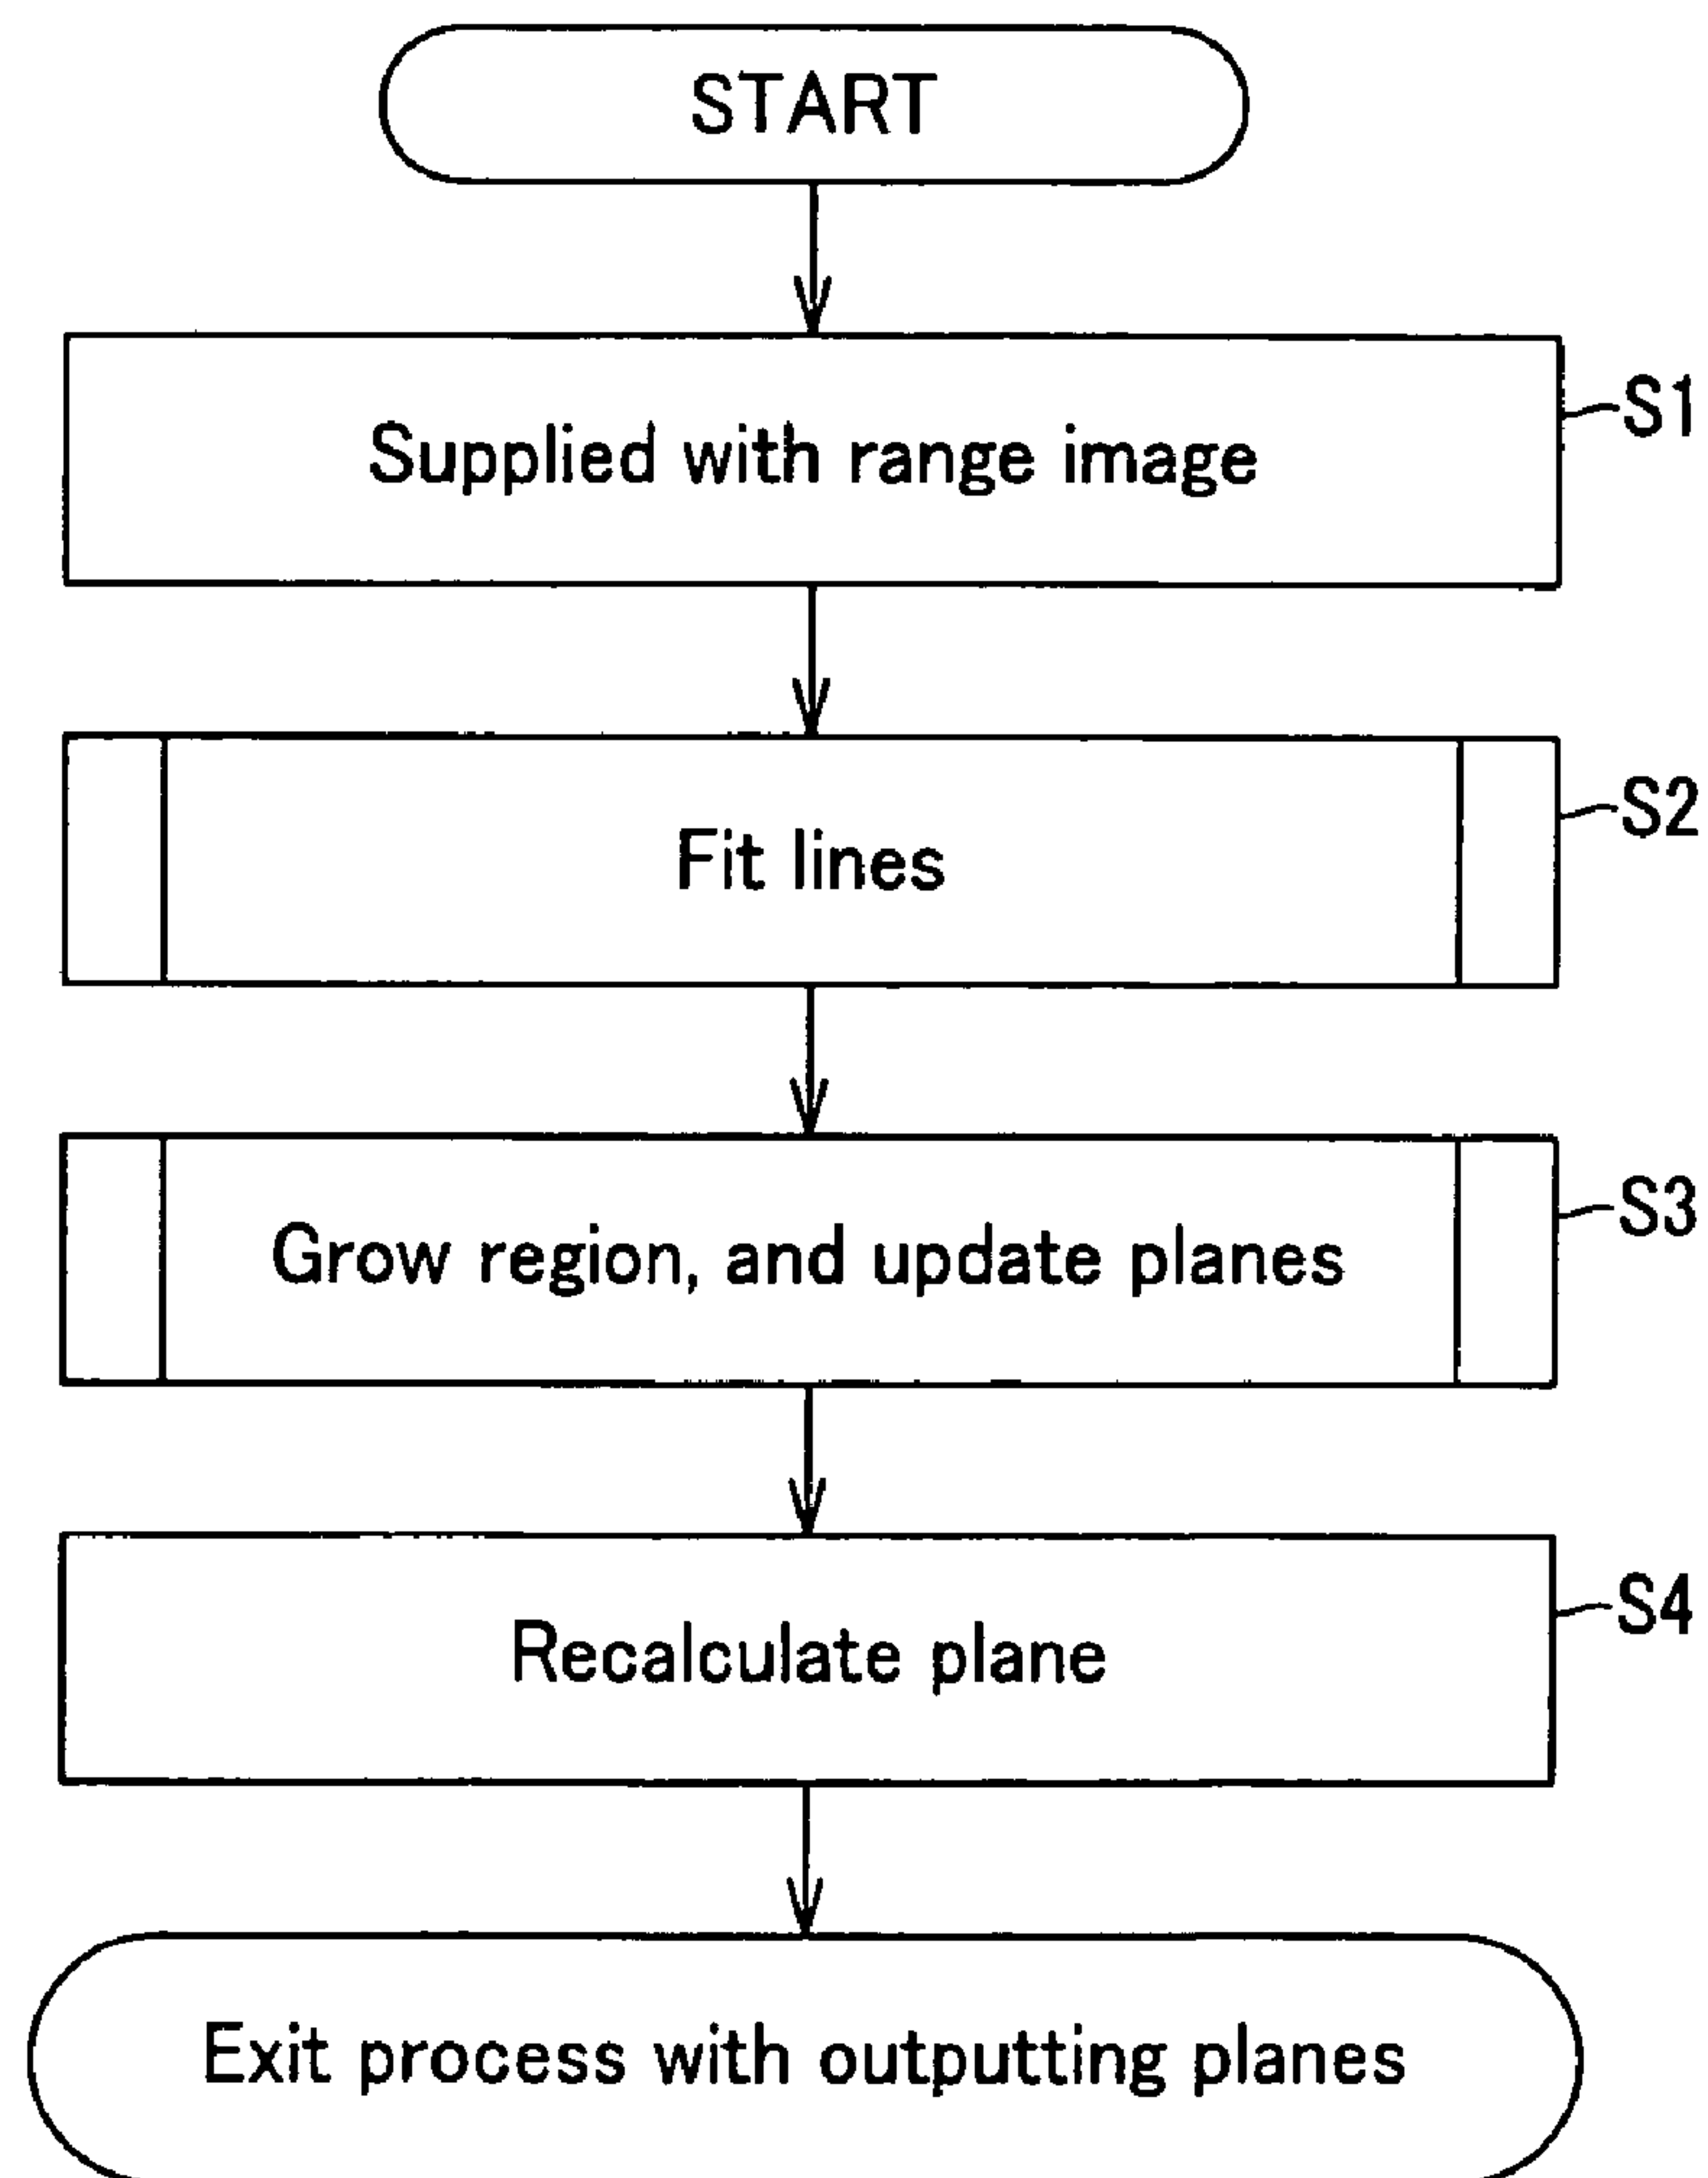 START
Supplied with range image
S1
Fit lines
S2
Grow region, and update planes
S3
Recalculate plane
S4
Exit process with outputting planes